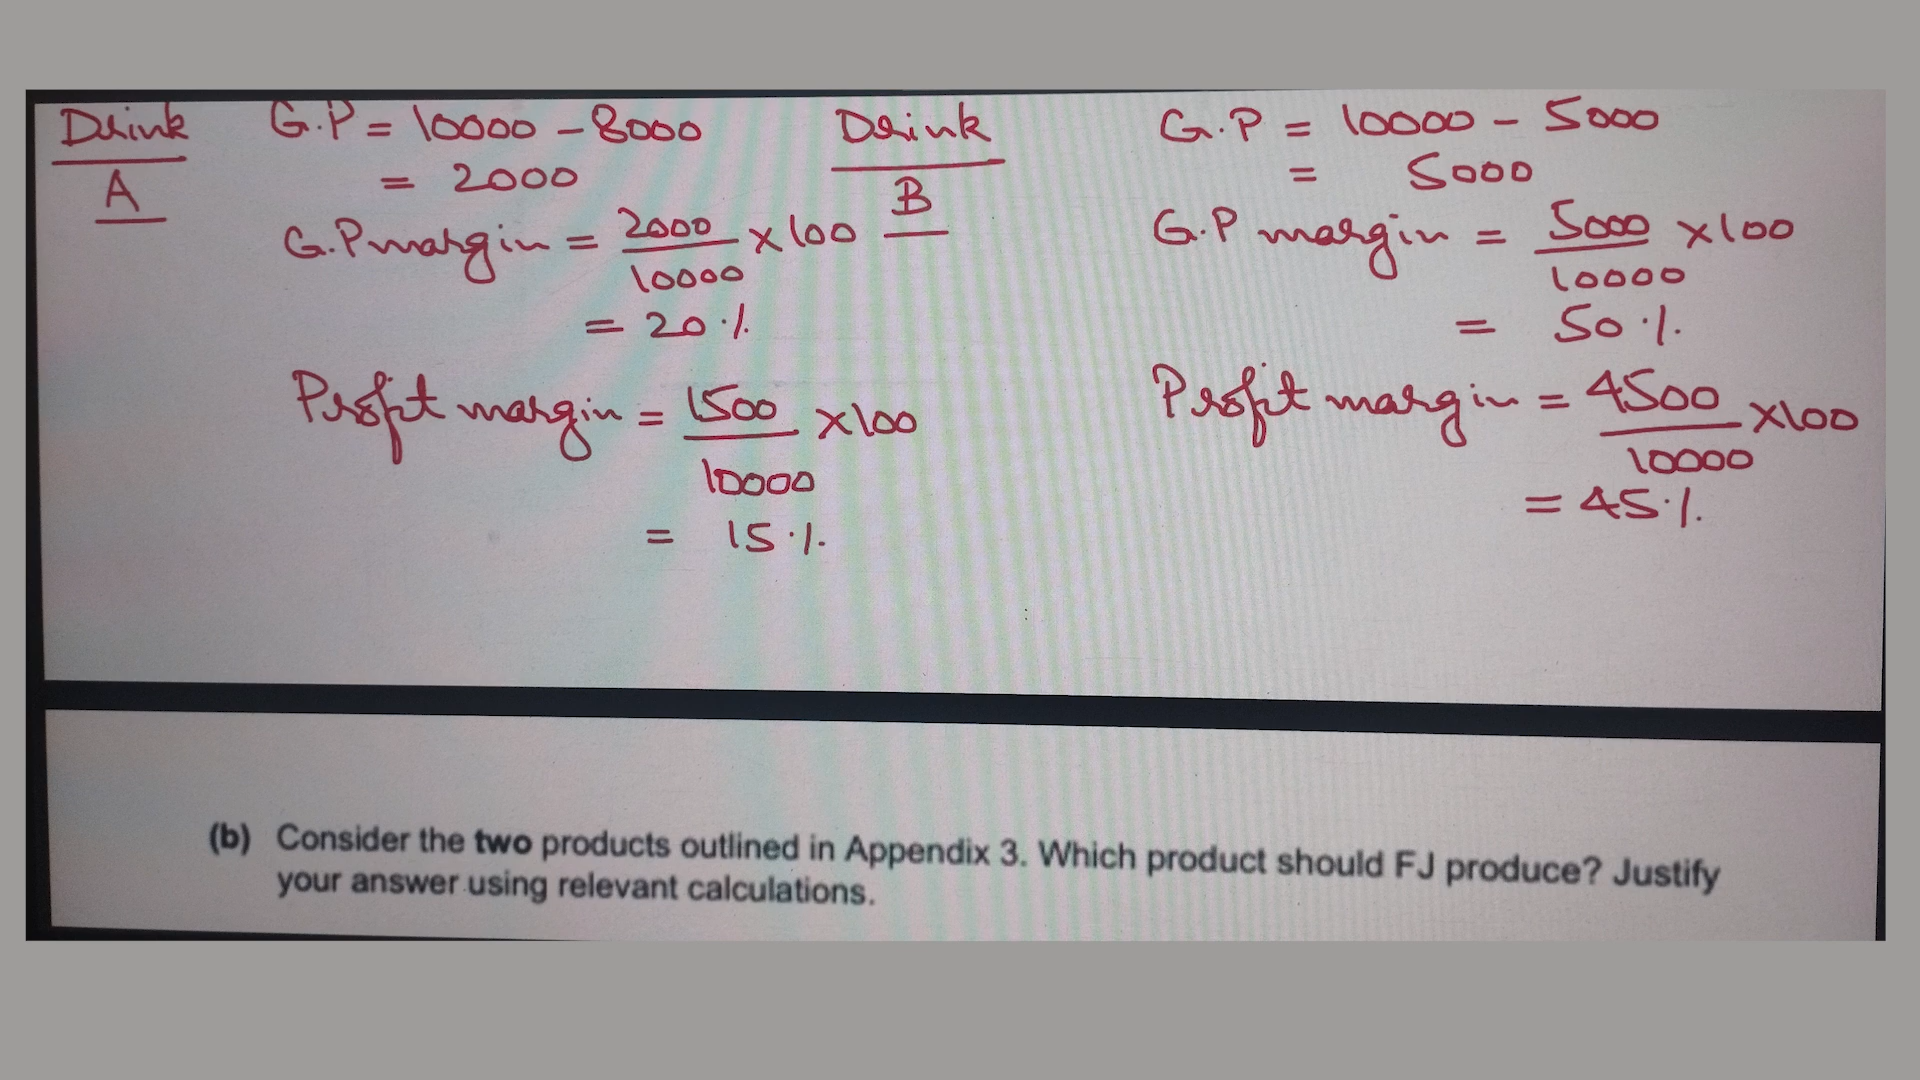 Drink
A
G.P = 10000 - 8000
= 2000
G.P margin = 2000/10000 x 100
= 20%
Profit margin = 1500/10000 x 100
= 15%
Drink
B
G.P = 10000 - 5000
= 5000
G.P margin = 5000/10000 x 100
= 50%
Profit margin = 4500/10000 x 100
= 45%
(b) Consider the two products outlined in Appendix 3. Which product should FJ produce? Justify
your answer using relevant calculations.